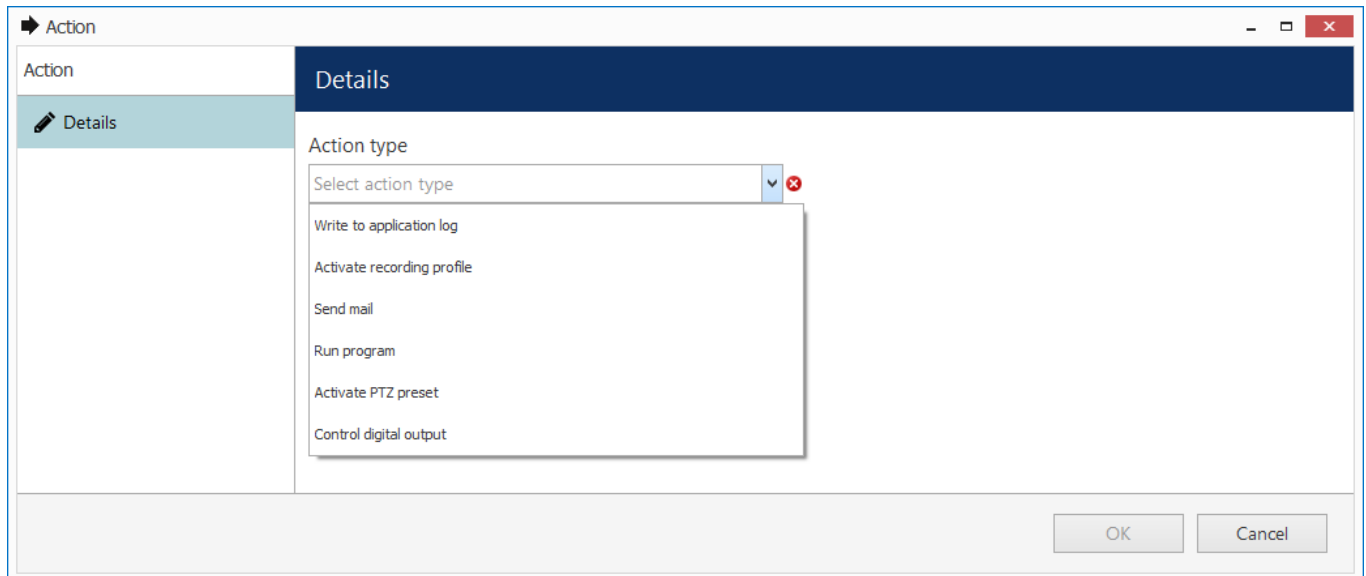 Action
Action
Details
Details
Action type
Select action type
Write to application log
Activate recording profile
Send mail
Run program
Activate PTZ preset
Control digital output
OK
Cancel